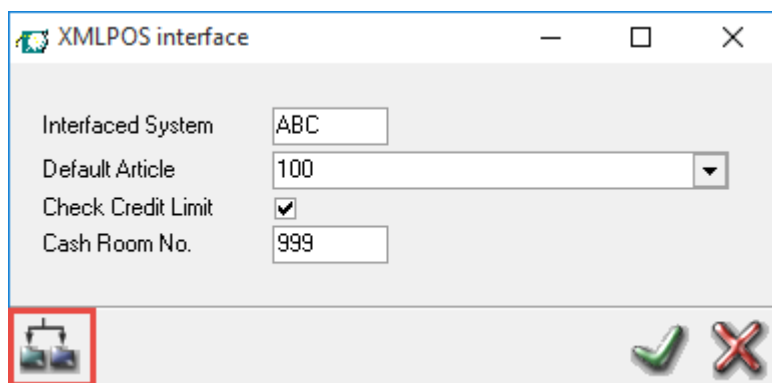 XMLPOS interface
Interfaced System ABC
Default Article 100
Check Credit Limit
Cash Room No. 999